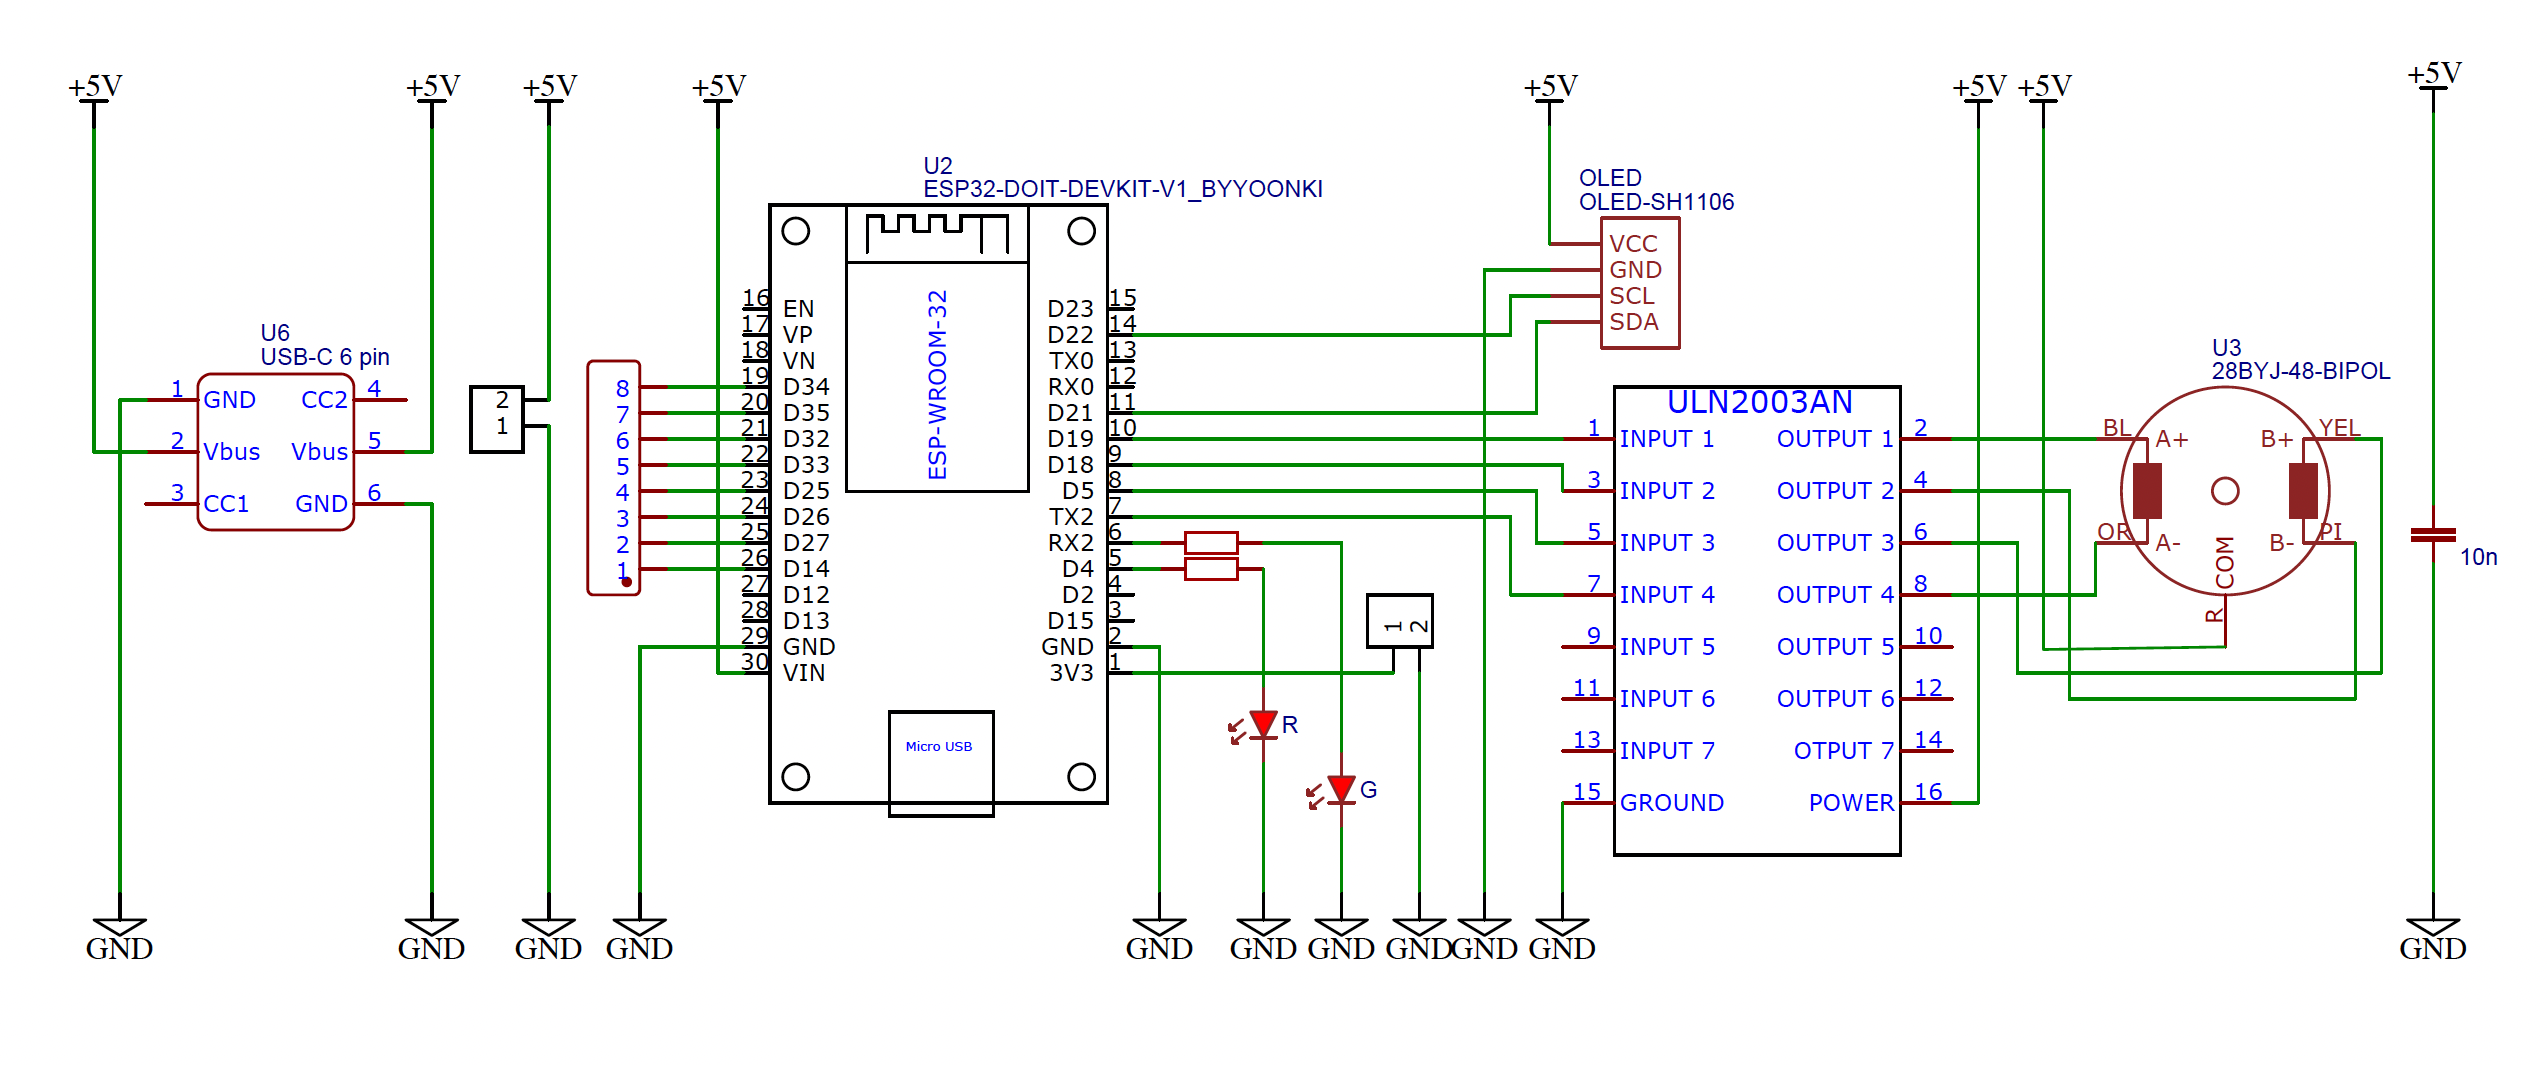 +5V
+5V
+5V
+5V
+5V
+5V
+5V
+5V
U6
USB-C 6 pin
1 GND
2 Vbus
3 CC1
CC2 4
Vbus 5
GND 6
2
1
8
7
6
5
4
3
2
1
U2
ESP32-DOIT-DEVKIT-V1_BYYOONKI
ESP-WROOM-32
16 EN
17 VP
18 VN
19 D34
20 D35
21 D32
22 D33
23 D25
24 D26
25 D27
26 D14
27 D12
28 D13
29 GND
30 VIN
D23 15
D22 14
TX0 13
RX0 12
D21 11
D19 10
D18 9
D5 8
TX2 7
RX2 6
D4 5
D2 4
D15 3
GND 2
3V3 1
Micro USB
R
G
1 2
OLED
OLED-SH1106
VCC
GND
SCL
SDA
ULN2003AN
1 INPUT 1 OUTPUT 1 2
3 INPUT 2 OUTPUT 2 4
5 INPUT 3 OUTPUT 3 6
7 INPUT 4 OUTPUT 4 8
9 INPUT 5 OUTPUT 5 10
11 INPUT 6 OUTPUT 6 12
13 INPUT 7 OTPUT 7 14
15 GROUND POWER 16
U3
28BYJ-48-BIPOL
BL A+ B+ YEL
OR A- B- PI
COM
R
10n
GND
GND
GND
GND
GND
GND
GND
GND
GND
GND
GND